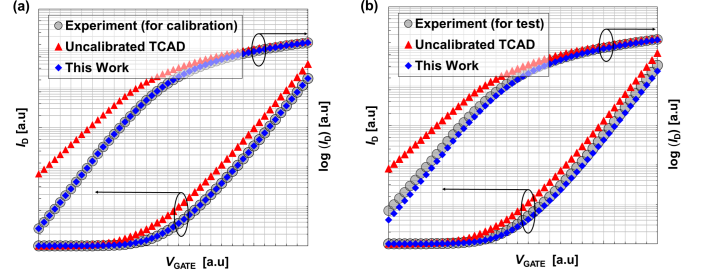 (a)
Experiment (for calibration)
Uncalibrated TCAD
This Work
I_D [a.u]
log (I_D) [a.u]
V_GATE [a.u]
(b)
Experiment (for test)
Uncalibrated TCAD
This Work
I_D [a.u]
log (I_D) [a.u]
V_GATE [a.u]